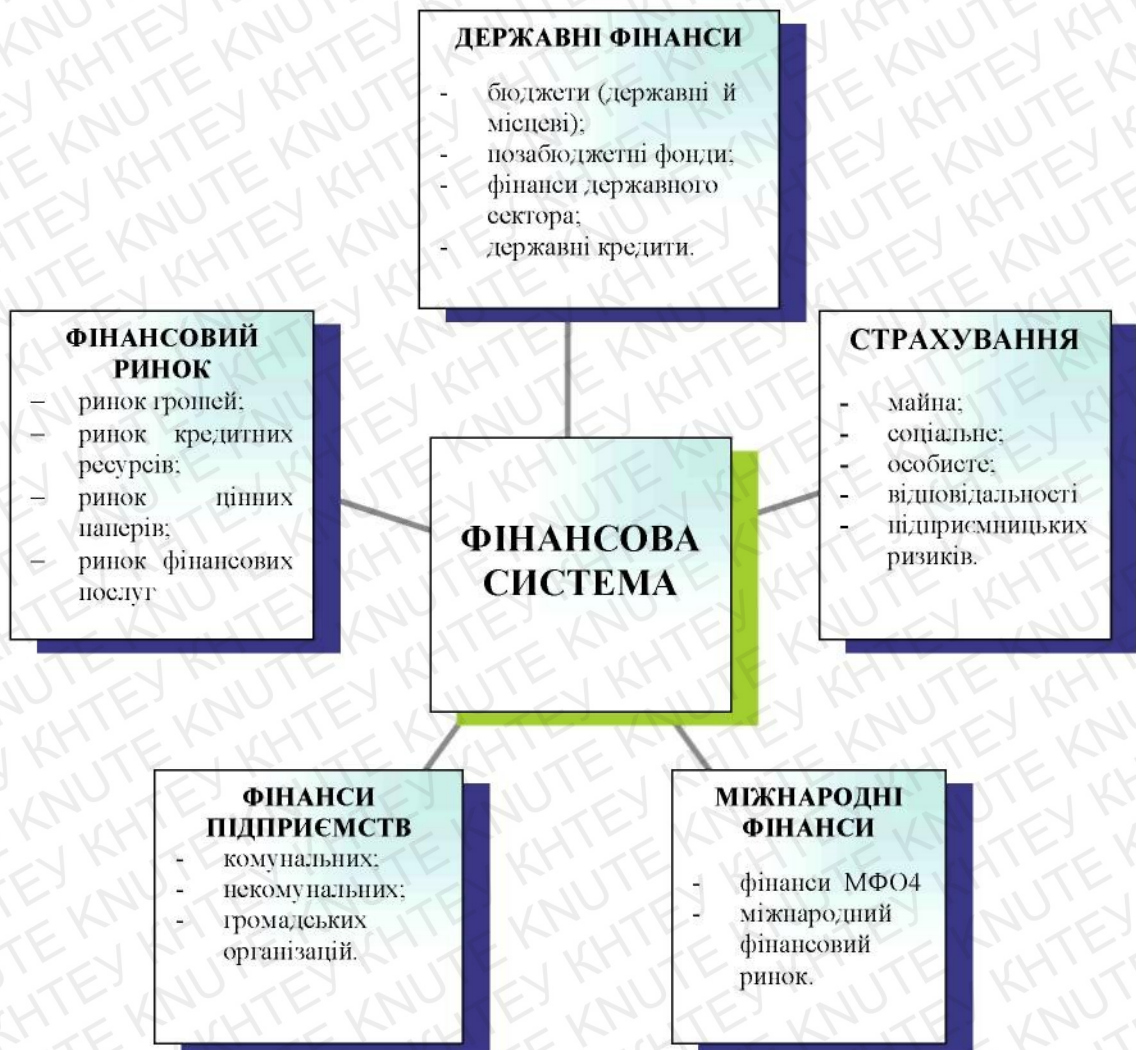 ДЕРЖАВНІ ФІНАНСИ
- бюджети (державні й
місцеві);
- позабюджетні фонди;
- фінанси державного
сектора;
- державні кредити.
ФІНАНСОВИЙ
РИНОК
– ринок грошей;
– ринок кредитних
ресурсів;
– ринок цінних
паперів;
– ринок фінансових
послуг
СТРАХУВАННЯ
- майна;
- соціальне;
- особисте;
- відповідальності
- підприємницьких
ризиків.
ФІНАНСОВА
СИСТЕМА
ФІНАНСИ
ПІДПРИЄМСТВ
- комунальних;
- некомунальних;
- громадських
організацій.
МІЖНАРОДНІ
ФІНАНСИ
- фінанси МФО4
- міжнародний
фінансовий
ринок.
KNUTE КНТЕУ